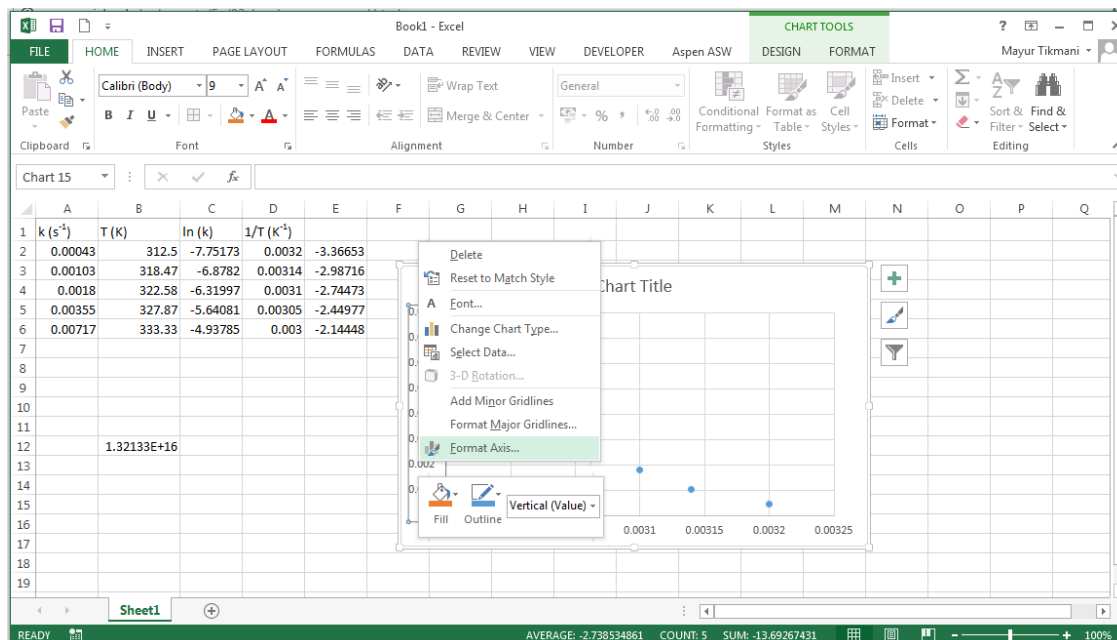 Book1 - Excel
CHART TOOLS
FILE HOME INSERT PAGE LAYOUT FORMULAS DATA REVIEW VIEW DEVELOPER Aspen ASW DESIGN FORMAT Mayur Tikmani
Paste
Calibri (Body) 9
Wrap Text
General
Conditional Formatting
Format as Table
Cell Styles
Insert
Delete
Format
Sort & Filter
Find & Select
B I U
Merge & Center
Clipboard Font Alignment Number Styles Cells Editing
Chart 15 fx
A B C D E F G H I J K L M N O P Q
1 k (s⁻¹) T (K) ln (k) 1/T (K⁻¹)
2 0.00043 312.5 -7.75173 0.0032 -3.36653
3 0.00103 318.47 -6.8782 0.00314 -2.98716
4 0.0018 322.58 -6.31997 0.0031 -2.74473
5 0.00355 327.87 -5.64081 0.00305 -2.44977
6 0.00717 333.33 -4.93785 0.003 -2.14448
7
8
9
10
11
12 1.32133E+16
13
14
15
16
17
18
19
Delete
Reset to Match Style
Font...
Change Chart Type...
Select Data...
3-D Rotation...
Add Minor Gridlines
Format Major Gridlines...
Format Axis...
Fill Outline Vertical (Value)
Chart Title
0.002
0.0031 0.00315 0.0032 0.00325
Sheet1
READY AVERAGE: -2.738534861 COUNT: 5 SUM: -13.69267431 100%